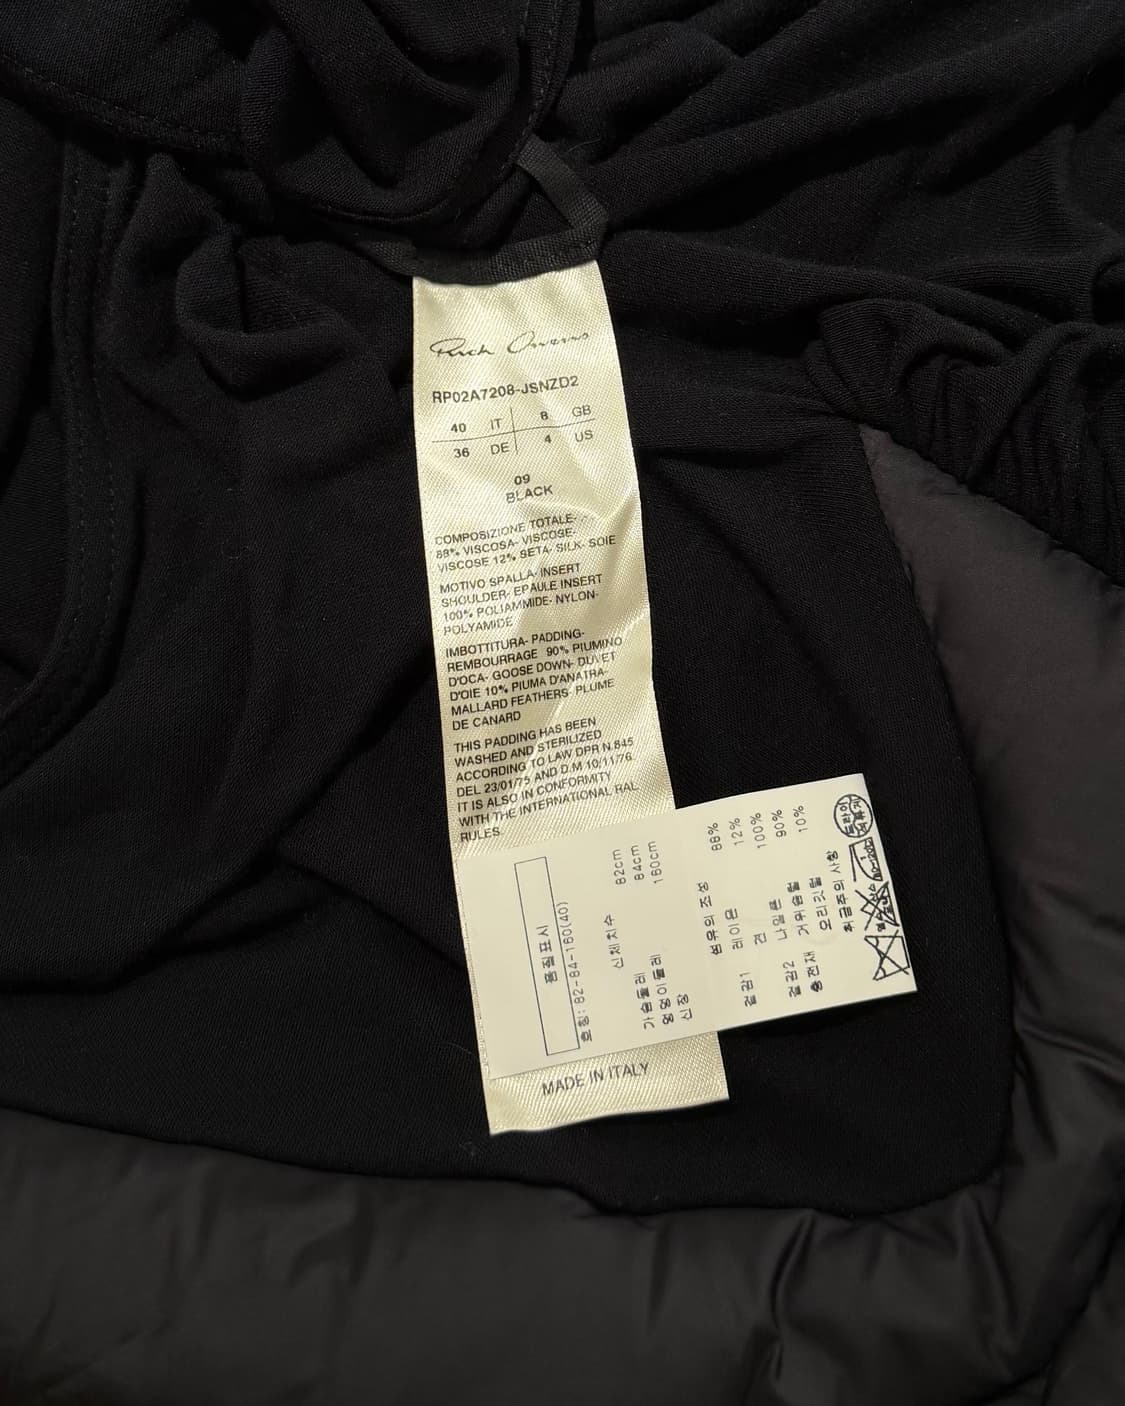 Rick Owens
RP02A7208-JSNZD2
40 IT 8 GB
36 DE 4 US
09
BLACK
COMPOSIZIONE TOTALE-
88% VISCOSA- VISCOSE-
VISCOSE 12% SETA- SILK- SOIE
MOTIVO SPALLA- INSERT
SHOULDER- EPAULE INSERT
100% POLIAMMIDE- NYLON-
POLYAMIDE
IMBOTTITURA- PADDING-
REMBOURRAGE 90% PIUMINO
D'OCA- GOOSE DOWN- DUVET
D'OIE 10% PIUMA D'ANATRA-
MALLARD FEATHERS- PLUME
DE CANARD
THIS PADDING HAS BEEN
WASHED AND STERILIZED
ACCORDING TO LAW DPR N.845
DEL 23/01/75 AND D.M 10/11/76.
IT IS ALSO IN CONFORMITY
WITH THE INTERNATIONAL RAL
RULES.
품질표시
호칭: 82-84-160(40)
신체치수
가슴둘레 82cm
엉덩이둘레 84cm
신장 160cm
섬유의 조성
겉감1 레이온 88%
견 12%
겉감2 나일론 100%
충전재 거위솜털 90%
오리깃털 10%
취급주의 사항
드라이
MADE IN ITALY